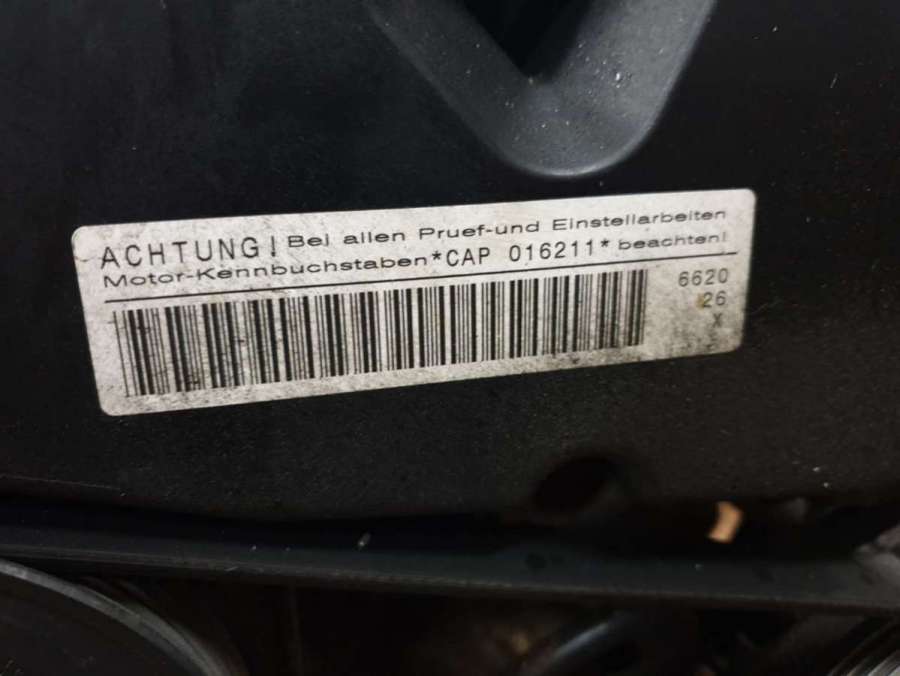 ACHTUNG! Bei allen Pruef-und Einstellarbeiten
Motor-Kennbuchstaben *CAP 016211* beachten!
6620
26
X